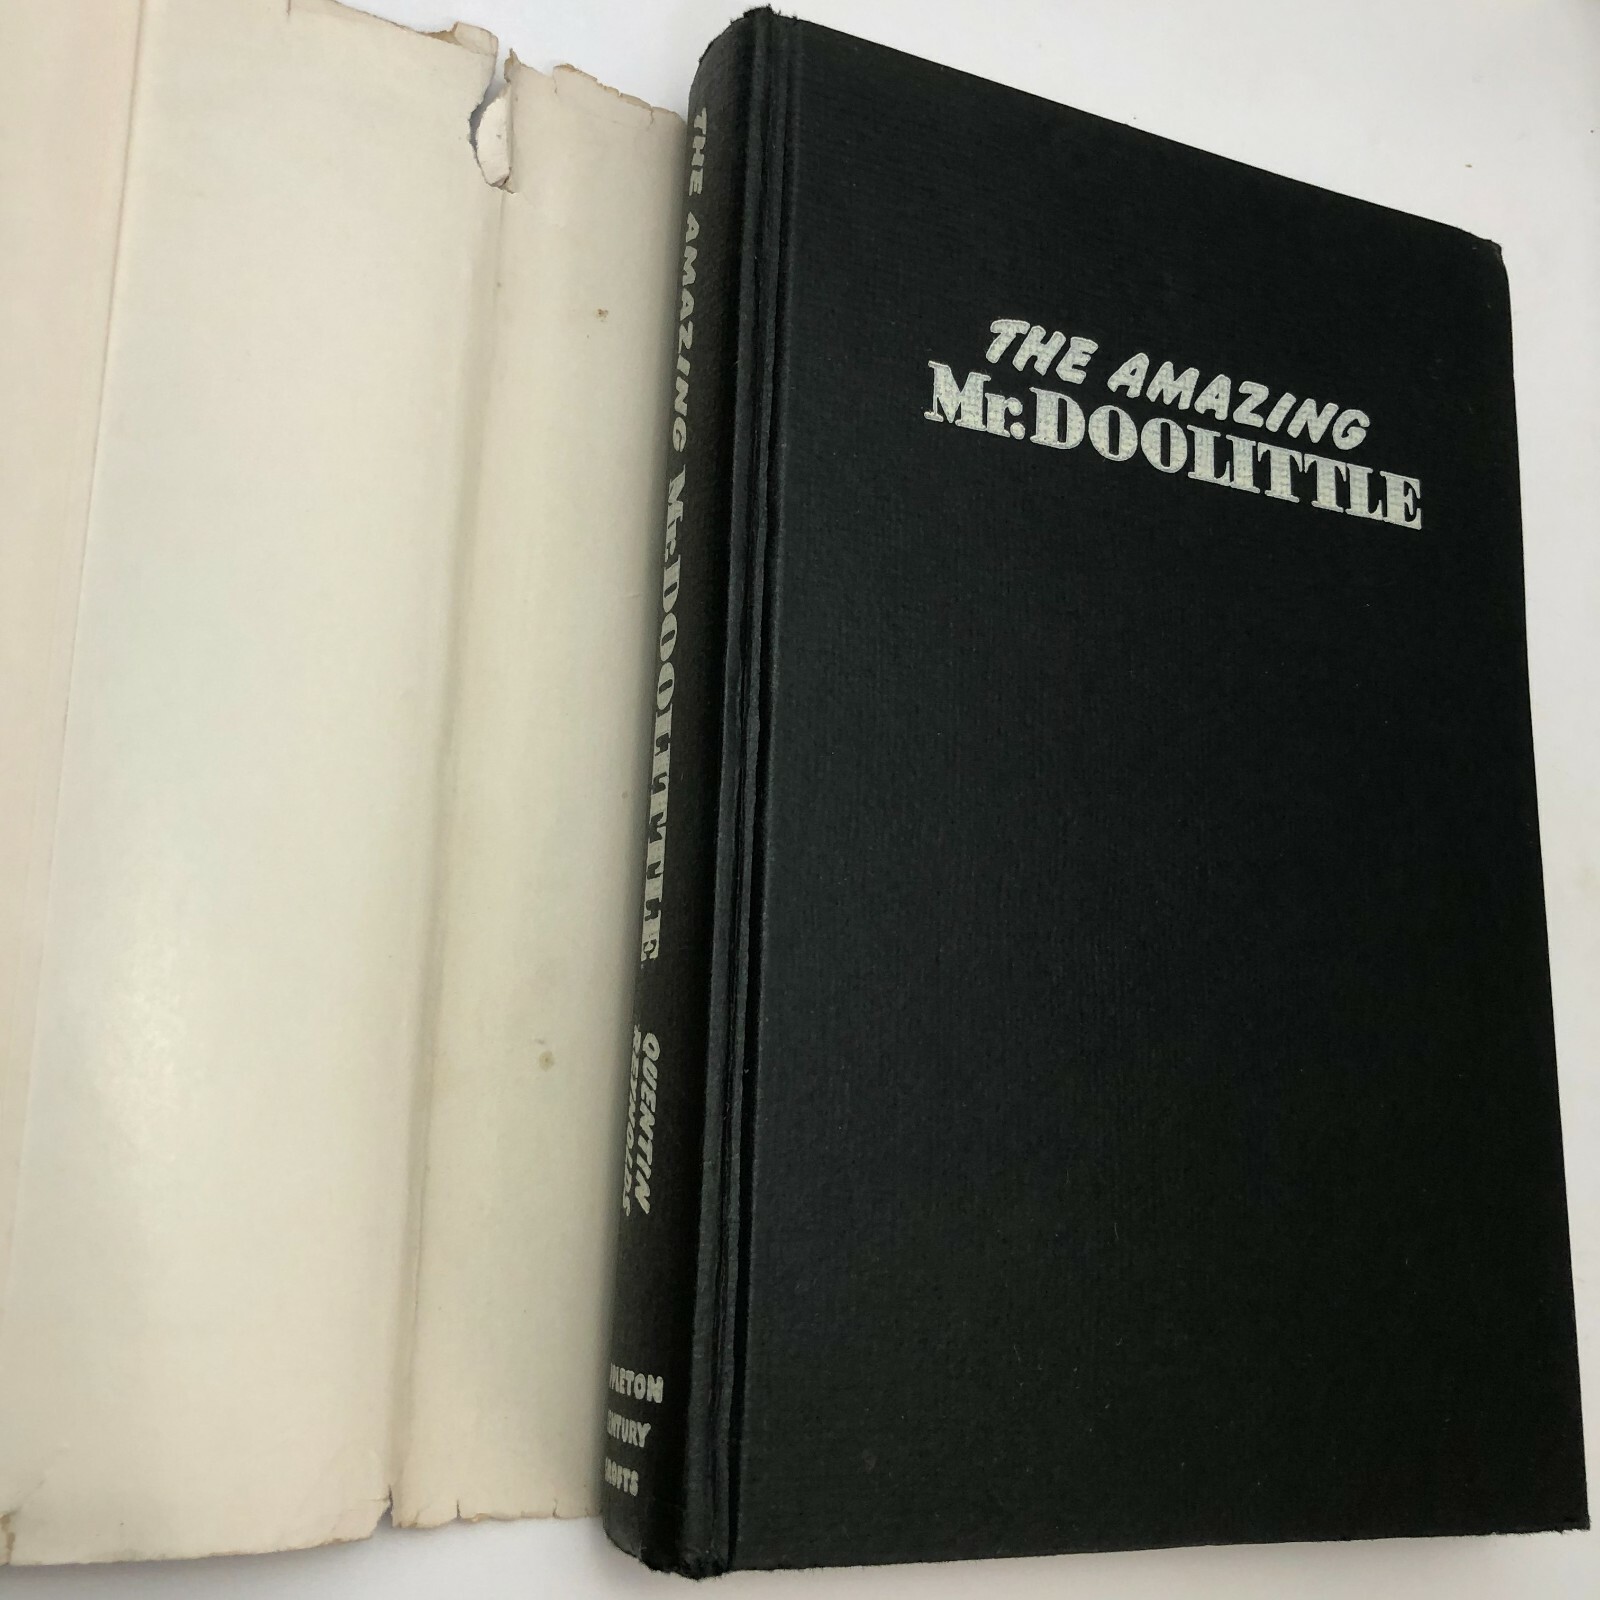 THE AMAZING
Mr. DOOLITTLE
THE AMAZING Mr. DOOLITTLE
QUENTIN
REYNOLDS
PLETON
NTURY
ROFTS